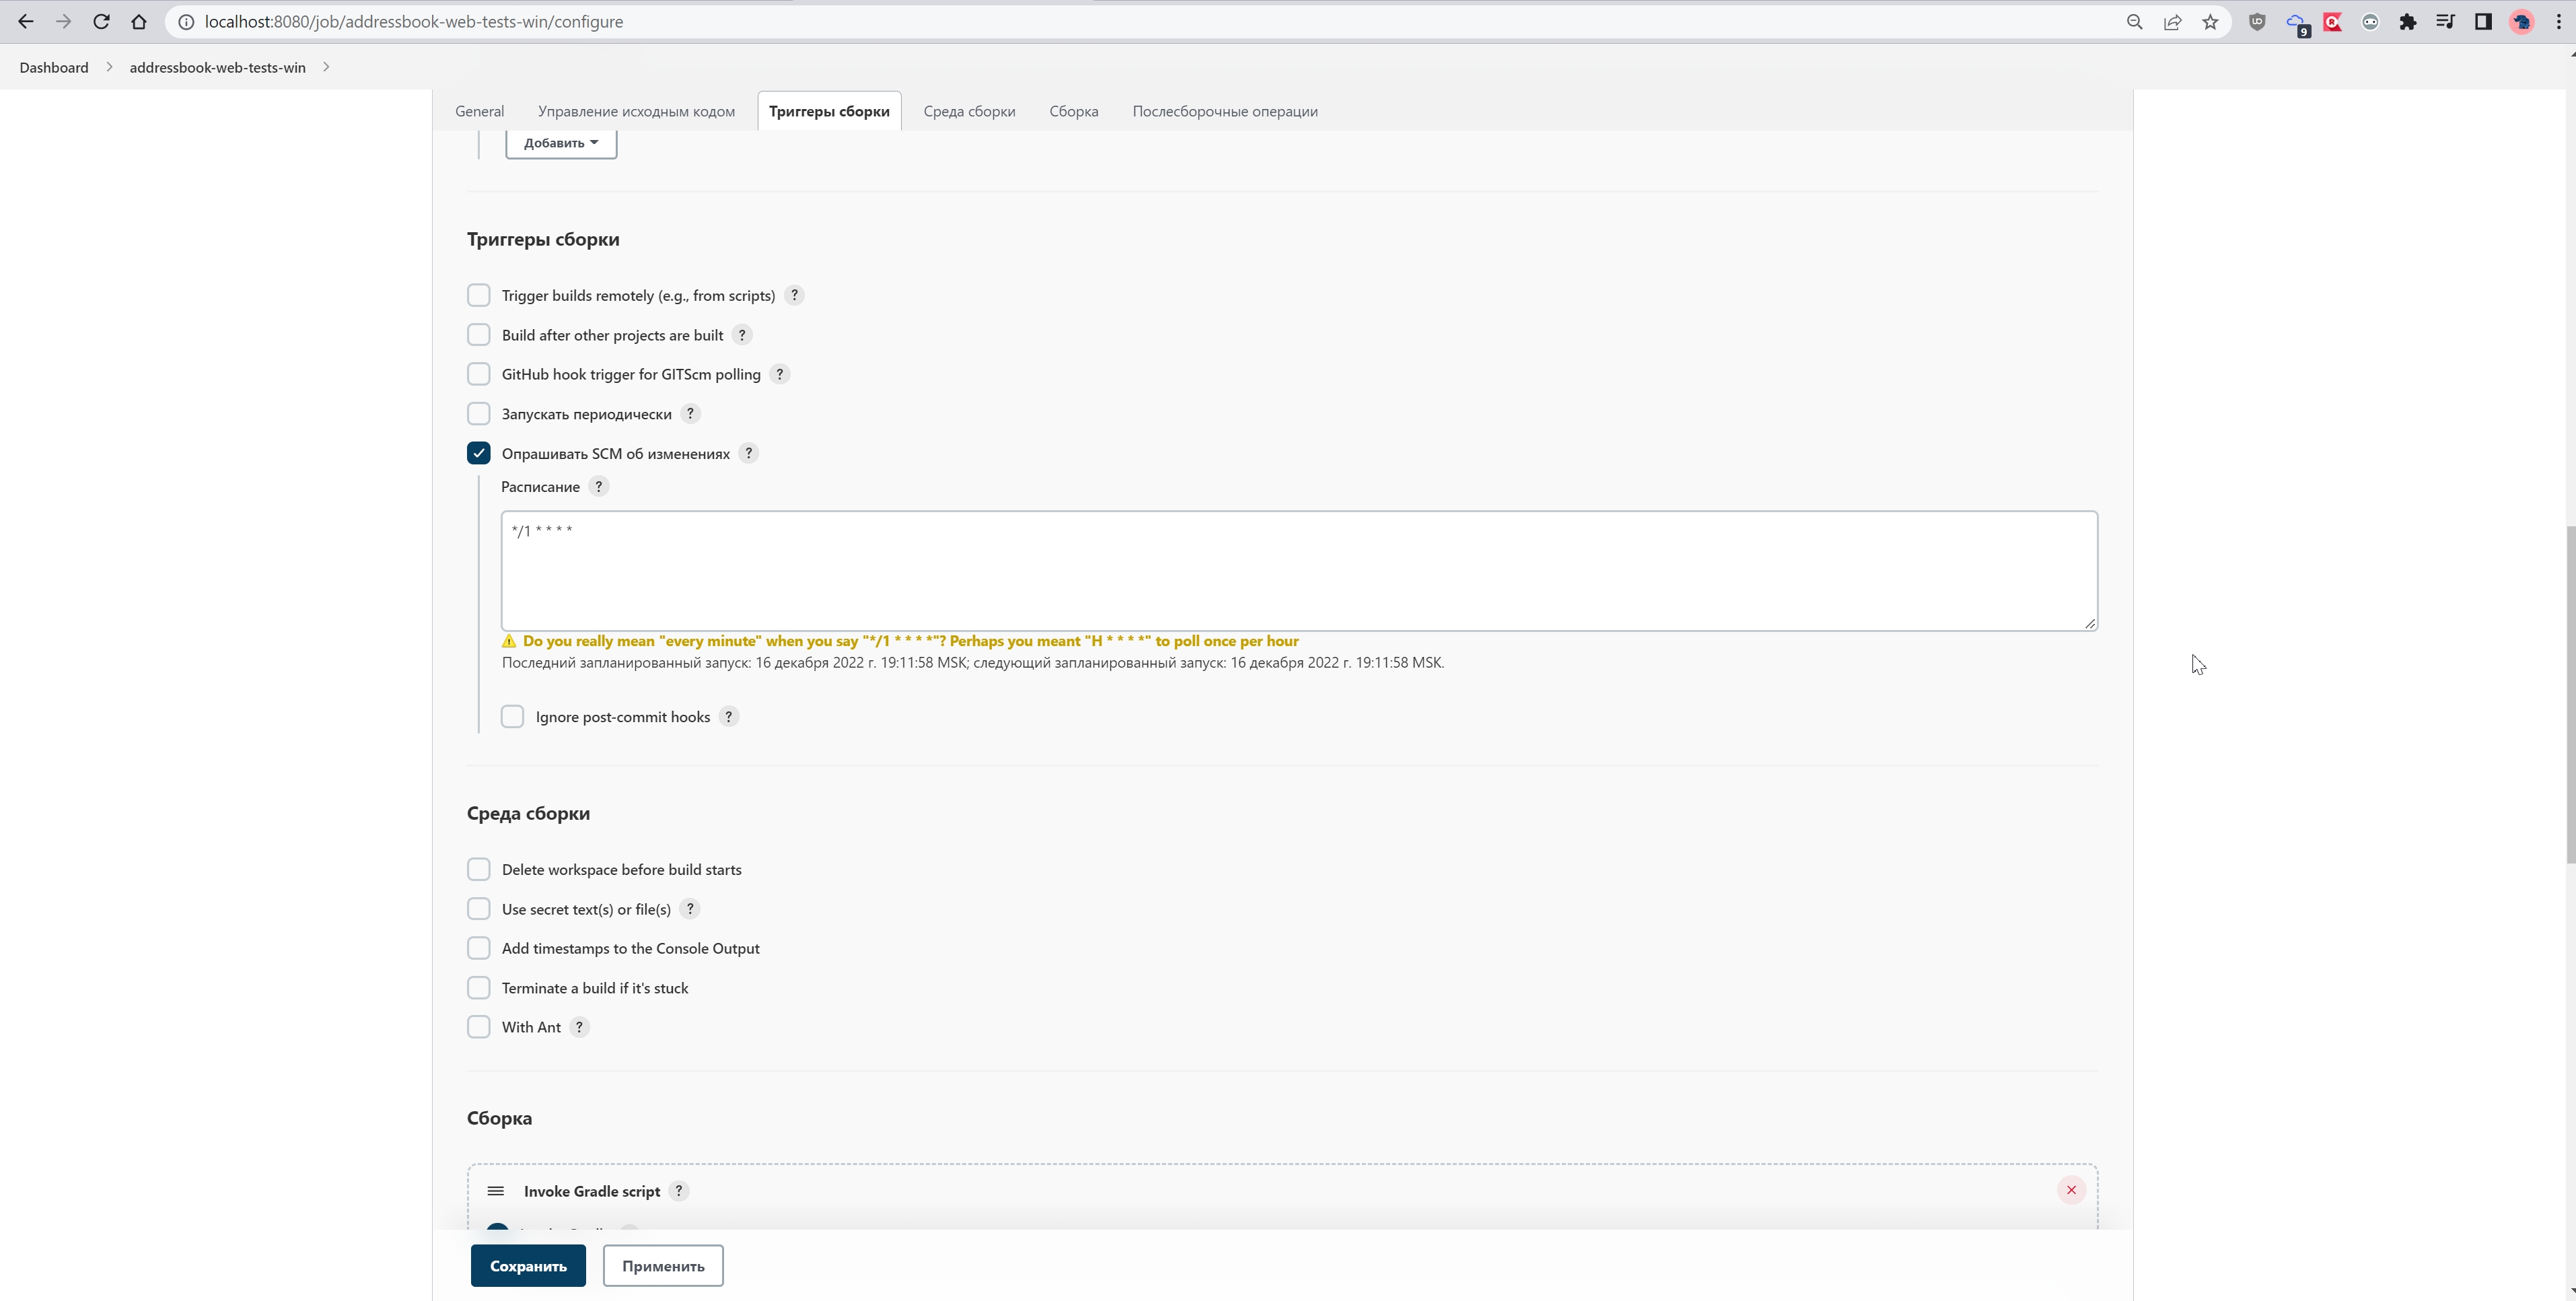 localhost:8080/job/addressbook-web-tests-win/configure
9
Dashboard addressbook-web-tests-win
General Управление исходным кодом Триггеры сборки Среда сборки Сборка Послесборочные операции
Добавить
Триггеры сборки
Trigger builds remotely (e.g., from scripts) ?
Build after other projects are built ?
GitHub hook trigger for GITScm polling ?
Запускать периодически ?
Опрашивать SCM об изменениях ?
Расписание ?
*/1 * * * *
Do you really mean "every minute" when you say "*/1 * * * *"? Perhaps you meant "H * * * *" to poll once per hour
Последний запланированный запуск: 16 декабря 2022 г. 19:11:58 MSK; следующий запланированный запуск: 16 декабря 2022 г. 19:11:58 MSK.
Ignore post-commit hooks ?
Среда сборки
Delete workspace before build starts
Use secret text(s) or file(s) ?
Add timestamps to the Console Output
Terminate a build if it's stuck
With Ant ?
Сборка
Invoke Gradle script ?
Сохранить Применить